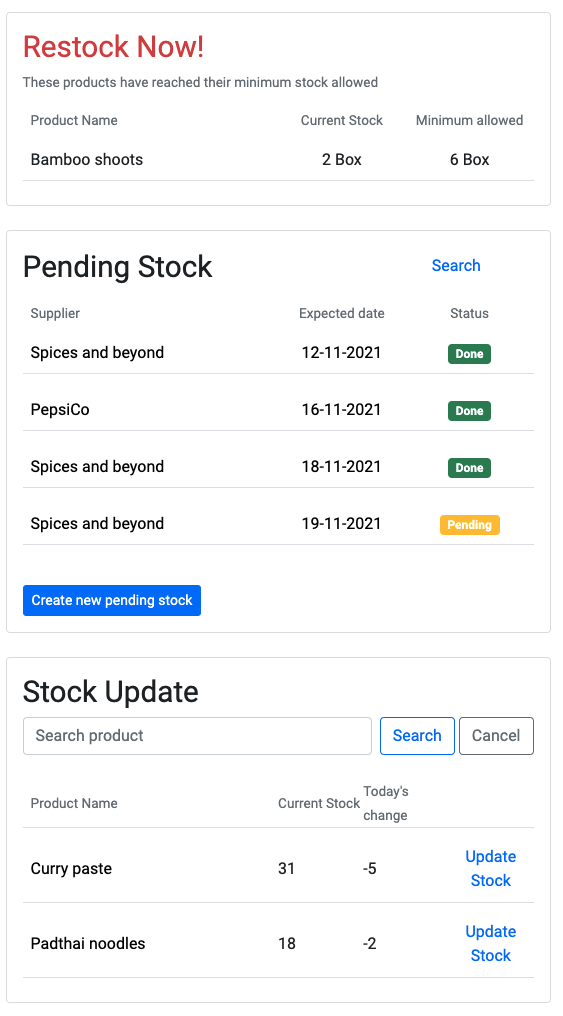 Restock Now!
These products have reached their minimum stock allowed
Product Name Current Stock Minimum allowed
Bamboo shoots 2 Box 6 Box
Pending Stock Search
Supplier Expected date Status
Spices and beyond 12-11-2021 Done
PepsiCo 16-11-2021 Done
Spices and beyond 18-11-2021 Done
Spices and beyond 19-11-2021 Pending
Create new pending stock
Stock Update
Search product Search Cancel
Product Name Current Stock Today's
change
Curry paste 31 -5 Update
Stock
Padthai noodles 18 -2 Update
Stock